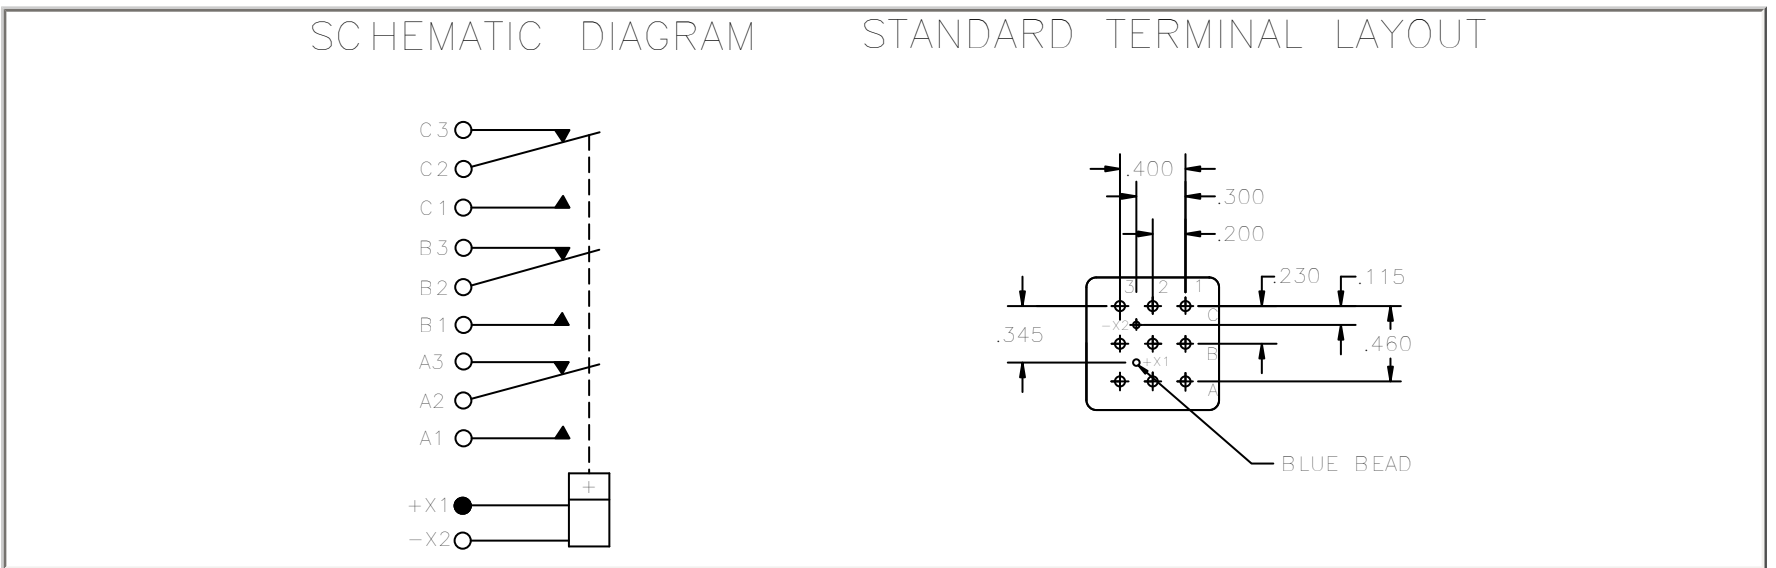 SCHEMATIC DIAGRAM
STANDARD TERMINAL LAYOUT
C3
C2
C1
B3
B2
B1
A3
A2
A1
+
+X1
-X2
.400
.300
.200
.230
.115
3 2 1
C
-X2
.345
B
.460
+X1
A
BLUE BEAD